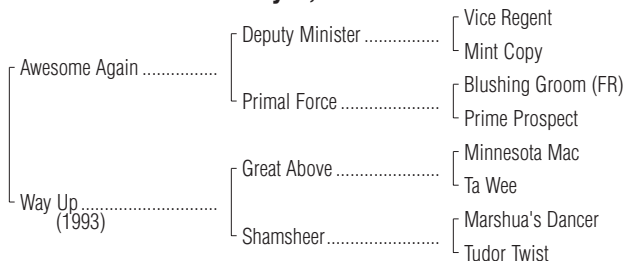 Vice Regent
Deputy Minister ..................
Mint Copy
Awesome Again .................
Blushing Groom (FR)
Primal Force .......................
Prime Prospect
Minnesota Mac
Great Above ........................
Ta Wee
Way Up ...............................
(1993)
Marshua's Dancer
Shamsheer ..........................
Tudor Twist